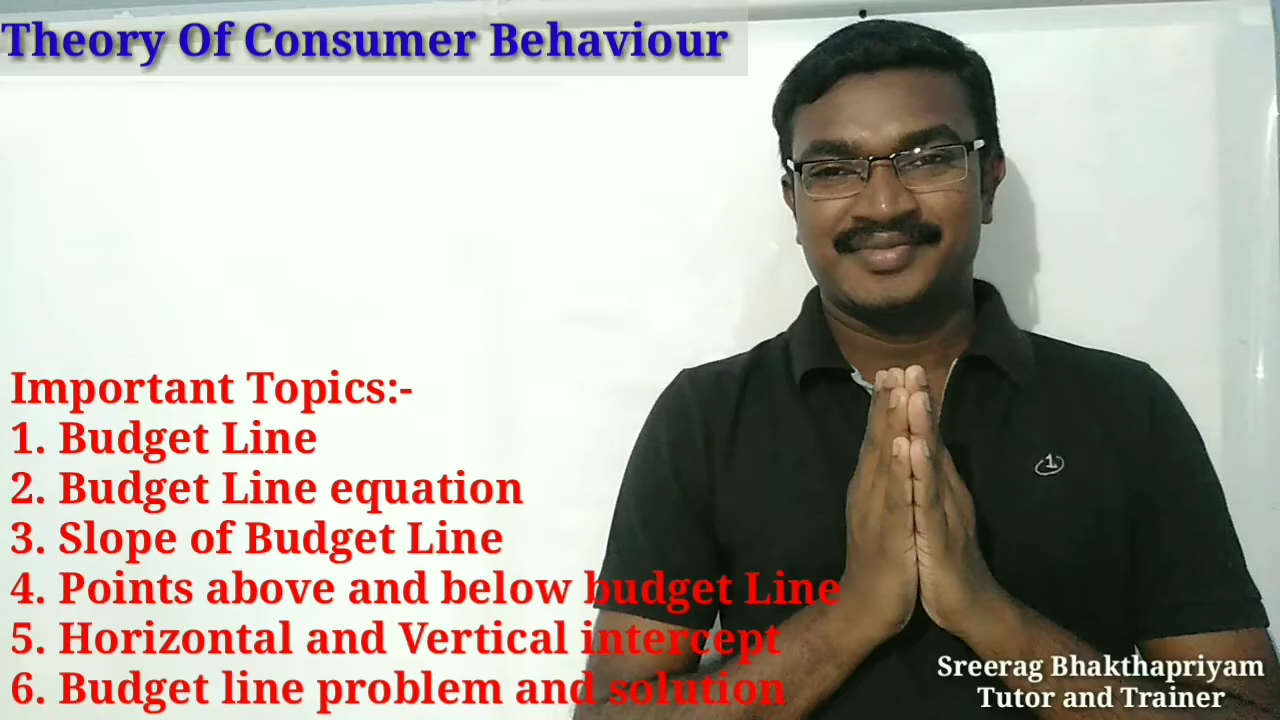 Theory Of Consumer Behaviour
Important Topics:-
1. Budget Line
2. Budget Line equation
3. Slope of Budget Line
4. Points above and below budget Line
5. Horizontal and Vertical intercept
6. Budget line problem and solution
1
Sreerag Bhakthapriyam
Tutor and Trainer